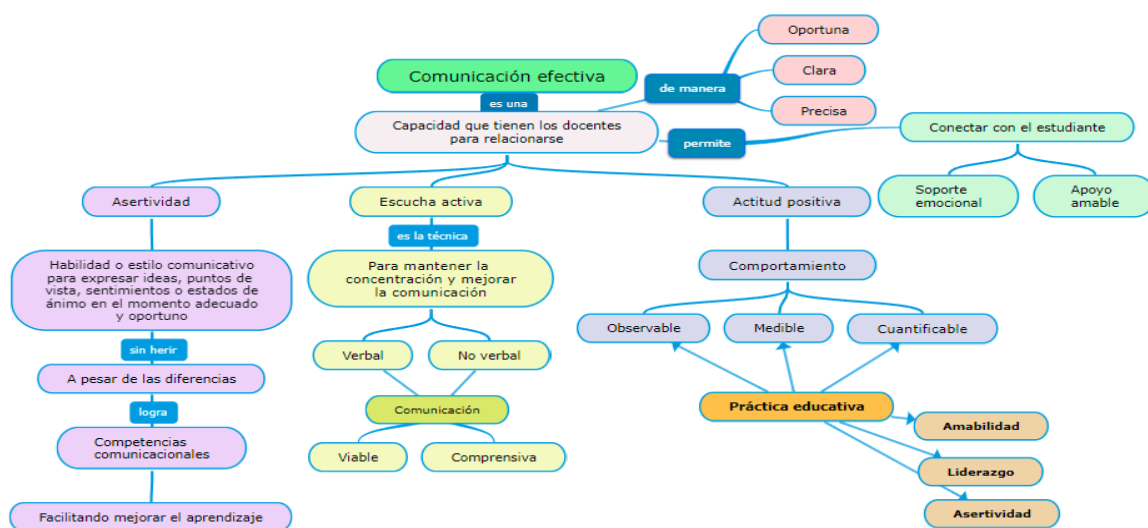 Comunicación efectiva
es una
Capacidad que tienen los docentes
para relacionarse
de manera
Oportuna
Clara
Precisa
permite
Conectar con el estudiante
Soporte
emocional
Apoyo
amable
Asertividad
Habilidad o estilo comunicativo
para expresar ideas, puntos de
vista, sentimientos o estados de
ánimo en el momento adecuado
y oportuno
sin herir
A pesar de las diferencias
logra
Competencias
comunicacionales
Facilitando mejorar el aprendizaje
Escucha activa
es la técnica
Para mantener la
concentración y mejorar
la comunicación
Verbal
No verbal
Comunicación
Viable
Comprensiva
Actitud positiva
Comportamiento
Observable
Medible
Cuantificable
Práctica educativa
Amabilidad
Liderazgo
Asertividad